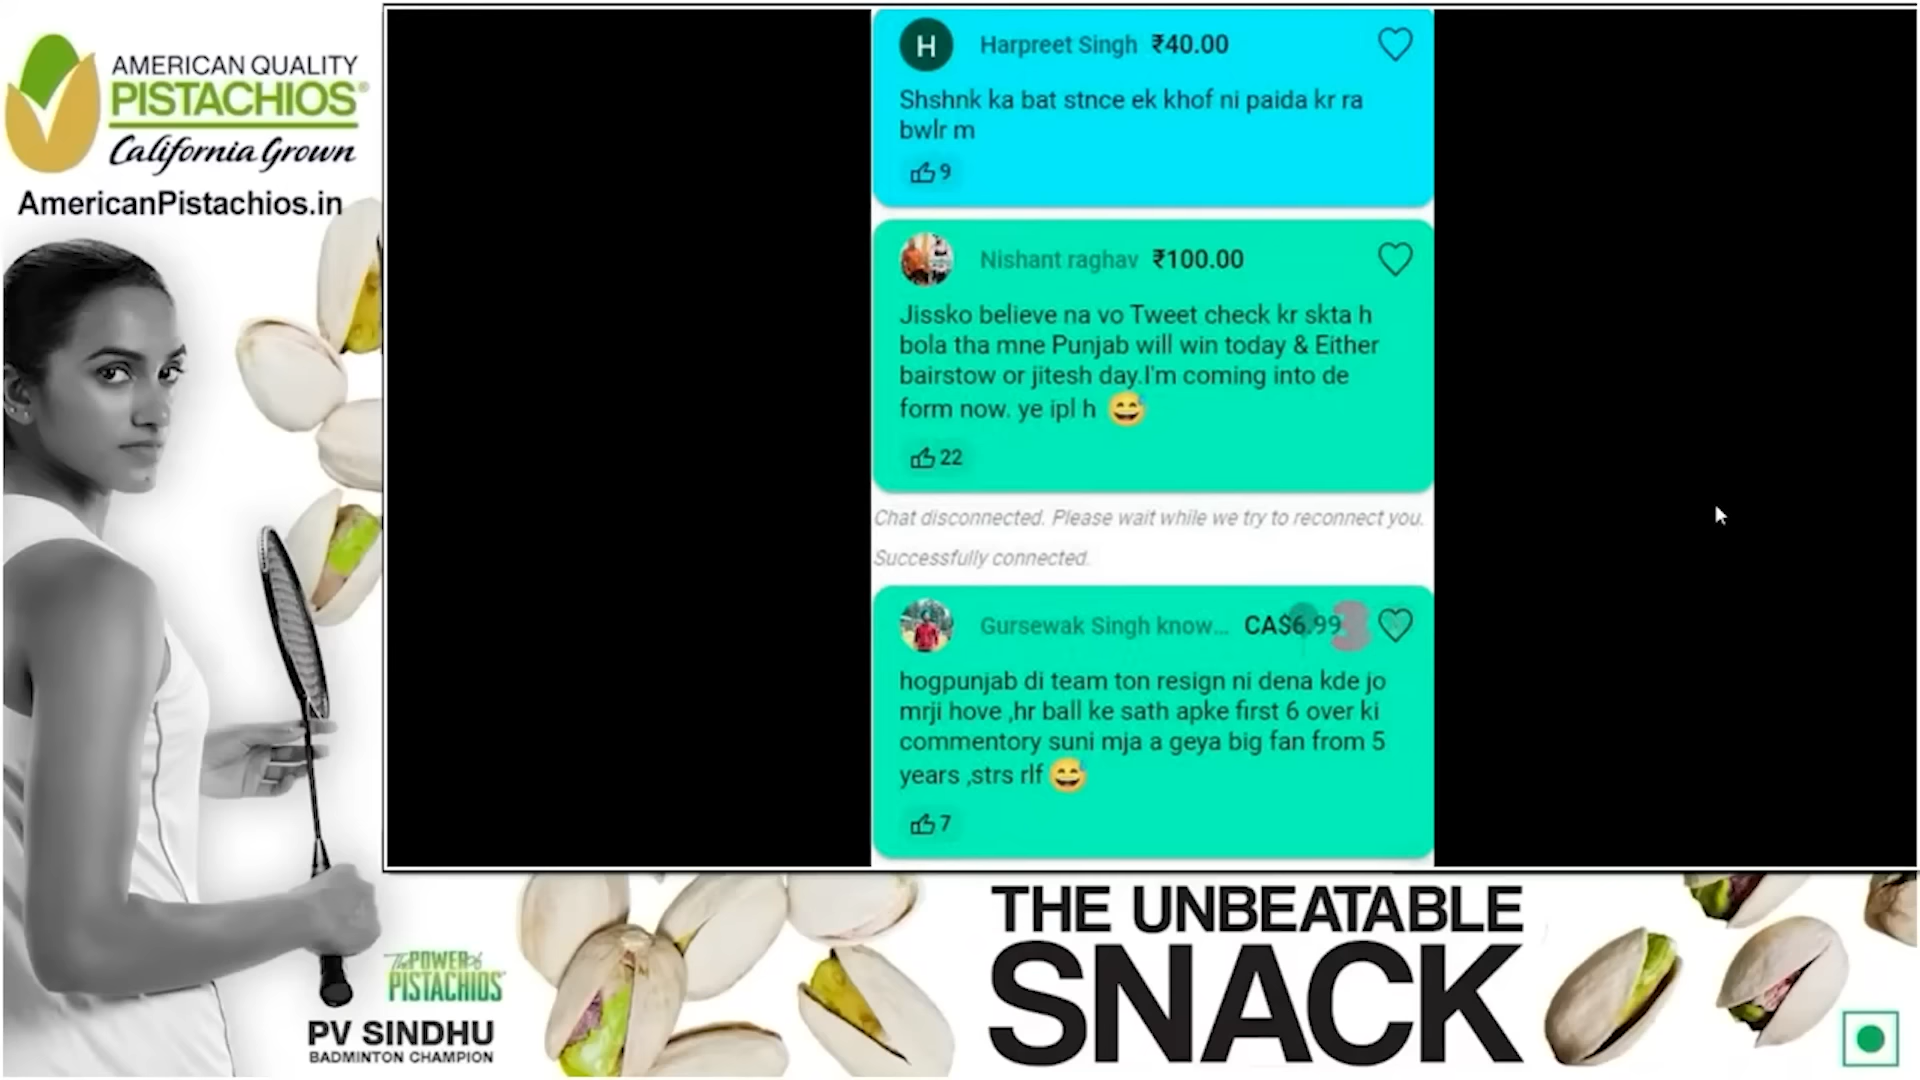 AMERICAN QUALITY
PISTACHIOS®
California Grown
AmericanPistachios.in
H
Harpreet Singh ₹40.00
Shshnk ka bat stnce ek khof ni paida kr ra
bwlr m
9
Nishant raghav ₹100.00
Jissko believe na vo Tweet check kr skta h
bola tha mne Punjab will win today & Either
bairstow or jitesh day.I'm coming into de
form now. ye ipl h 😅
22
Chat disconnected. Please wait while we try to reconnect you.
Successfully connected.
Gursewak Singh know... CA$6.99
hogpunjab di team ton resign ni dena kde jo
mrji hove ,hr ball ke sath apke first 6 over ki
commentory suni mja a geya big fan from 5
years ,strs rlf 😅
7
The POWER of
PISTACHIOS
PV SINDHU
BADMINTON CHAMPION
THE UNBEATABLE
SNACK